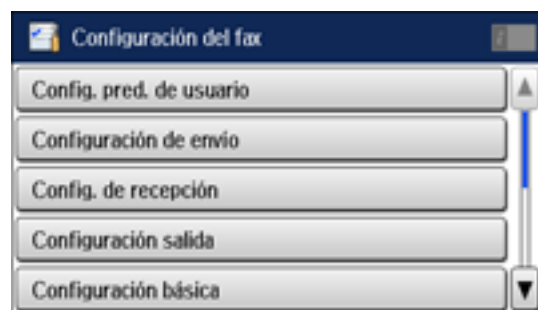 Configuración del fax
Config. pred. de usuario
Configuración de envío
Config. de recepción
Configuración salida
Configuración básica